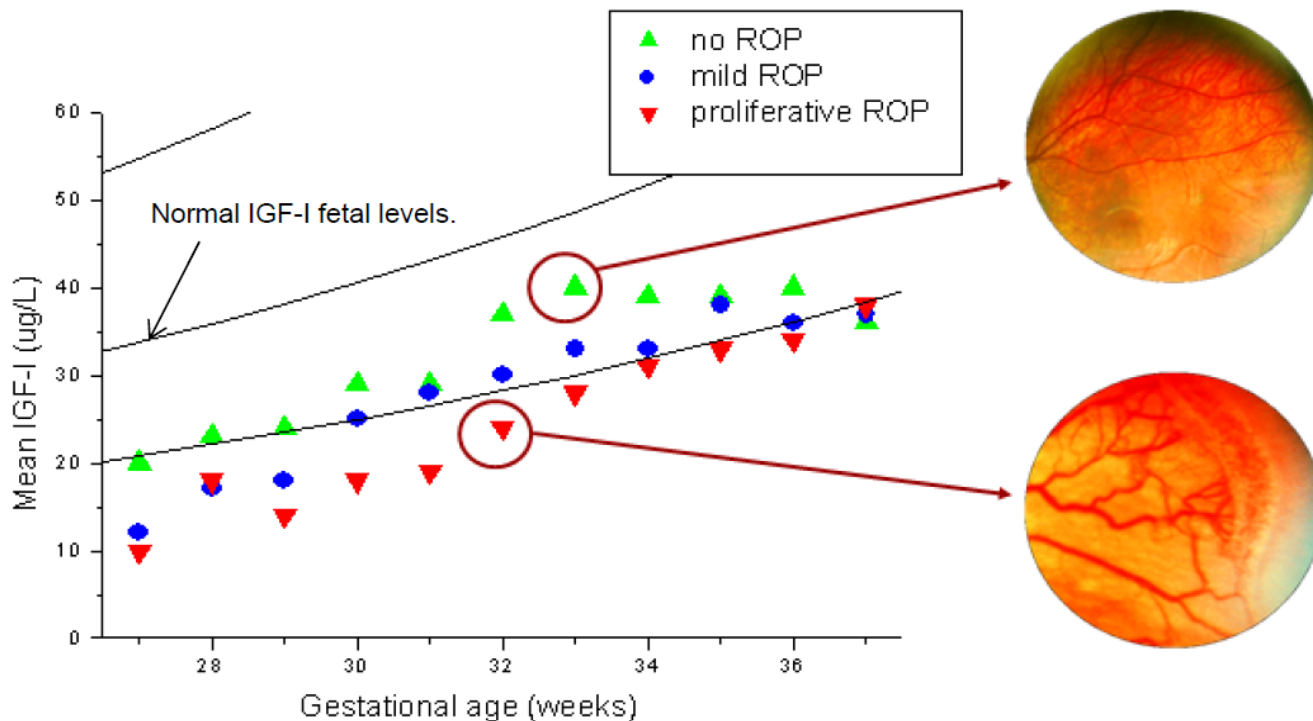 no ROP
mild ROP
proliferative ROP
60
50
40
30
20
10
0
Normal IGF-I fetal levels.
Mean IGF-I (ug/L)
28 30 32 34 36
Gestational age (weeks)